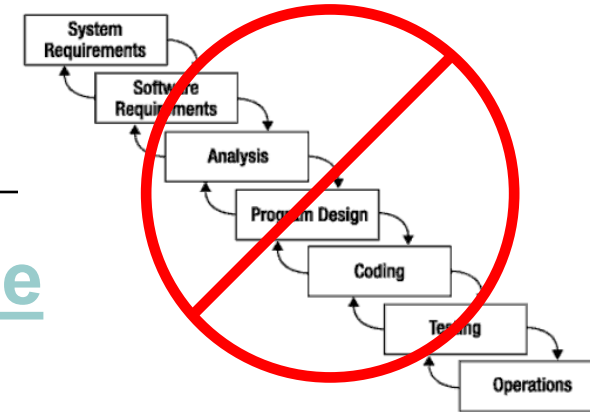 System
Requirements
Software
Requirements
Analysis
Program Design
e
Coding
Testing
Operations